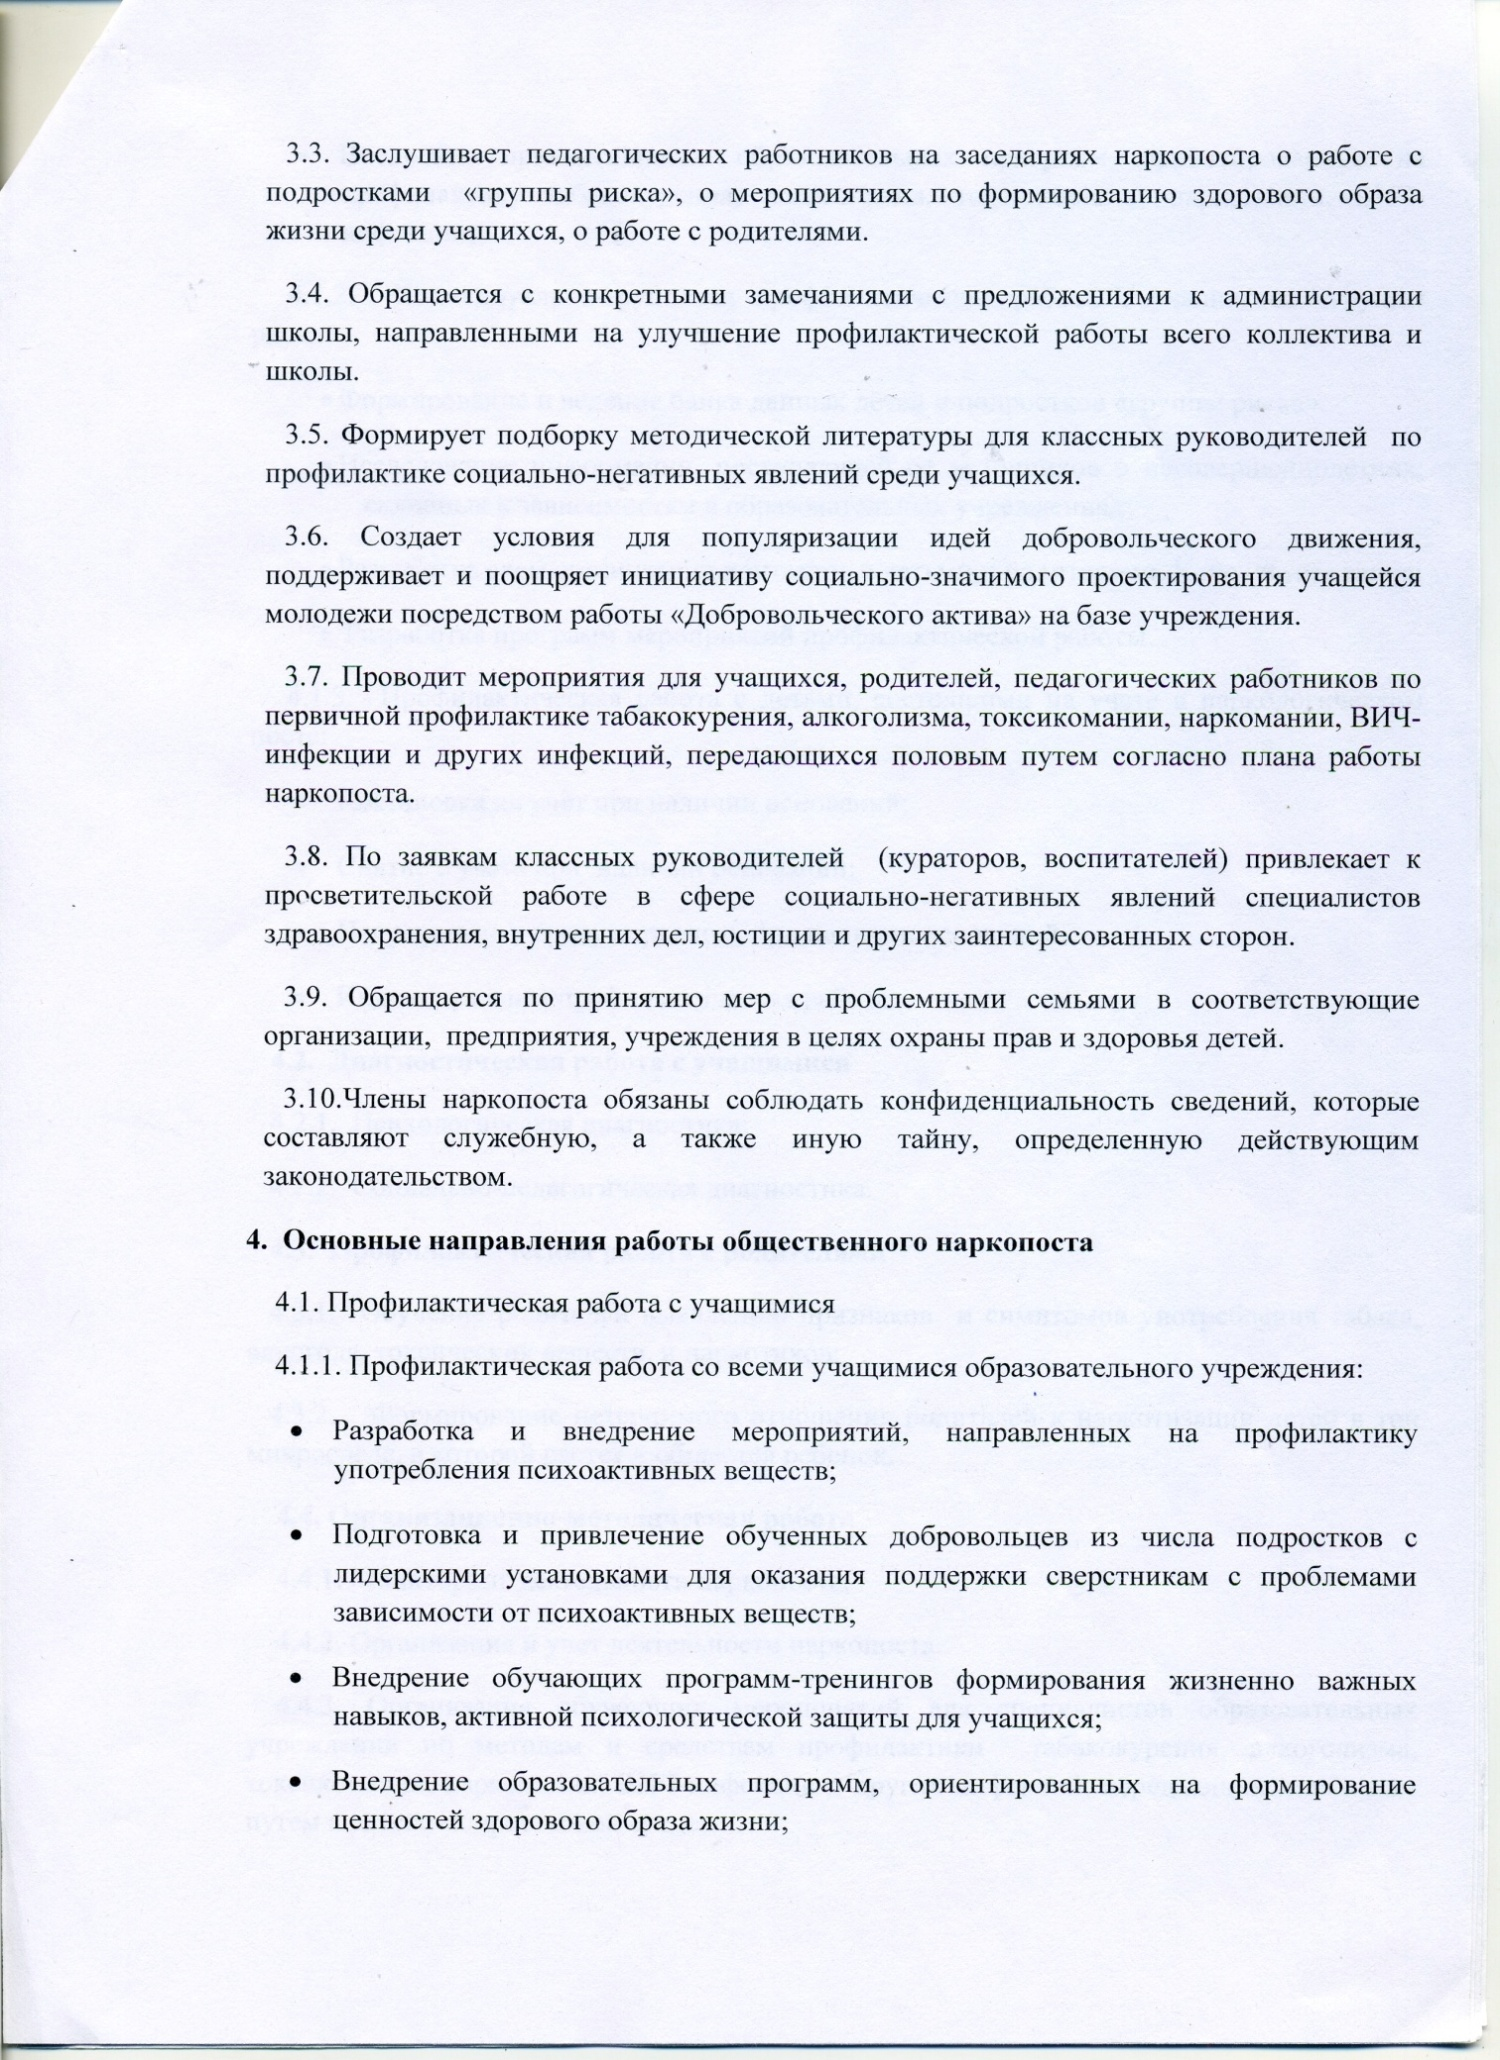 3.3. Заслушивает педагогических работников на заседаниях наркопоста о работе с
подростками «группы риска», о мероприятиях по формированию здорового образа
жизни среди учащихся, о работе с родителями.
3.4. Обращается с конкретными замечаниями с предложениями к администрации
школы, направленными на улучшение профилактической работы всего коллектива и
школы.
3.5. Формирует подборку методической литературы для классных руководителей по
профилактике социально-негативных явлений среди учащихся.
3.6. Создает условия для популяризации идей добровольческого движения,
поддерживает и поощряет инициативу социально-значимого проектирования учащейся
молодежи посредством работы «Добровольческого актива» на базе учреждения.
3.7. Проводит мероприятия для учащихся, родителей, педагогических работников по
первичной профилактике табакокурения, алкоголизма, токсикомании, наркомании, ВИЧ-
инфекции и других инфекций, передающихся половым путем согласно плана работы
наркопоста.
3.8. По заявкам классных руководителей (кураторов, воспитателей) привлекает к
просветительской работе в сфере социально-негативных явлений специалистов
здравоохранения, внутренних дел, юстиции и других заинтересованных сторон.
3.9. Обращается по принятию мер с проблемными семьями в соответствующие
организации, предприятия, учреждения в целях охраны прав и здоровья детей.
3.10.Члены наркопоста обязаны соблюдать конфиденциальность сведений, которые
составляют служебную, а также иную тайну, определенную действующим
законодательством.
4. Основные направления работы общественного наркопоста
4.1. Профилактическая работа с учащимися
4.1.1. Профилактическая работа со всеми учащимися образовательного учреждения:
• Разработка и внедрение мероприятий, направленных на профилактику
употребления психоактивных веществ;
• Подготовка и привлечение обученных добровольцев из числа подростков с
лидерскими установками для оказания поддержки сверстникам с проблемами
зависимости от психоактивных веществ;
• Внедрение обучающих программ-тренингов формирования жизненно важных
навыков, активной психологической защиты для учащихся;
• Внедрение образовательных программ, ориентированных на формирование
ценностей здорового образа жизни;